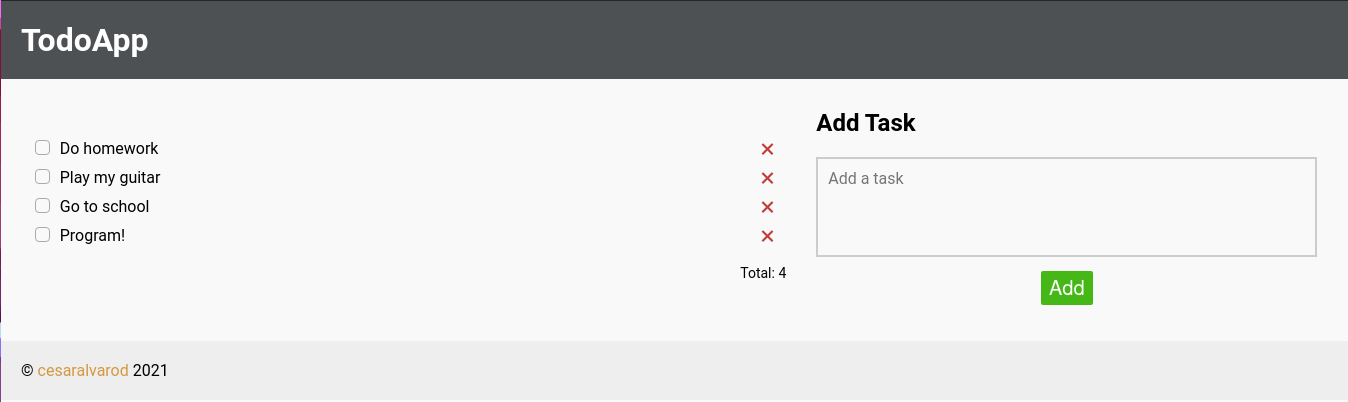 TodoApp
Do homework
Play my guitar
Go to school
Program!
Total: 4
Add Task
Add a task
Add
© cesaralvarod 2021